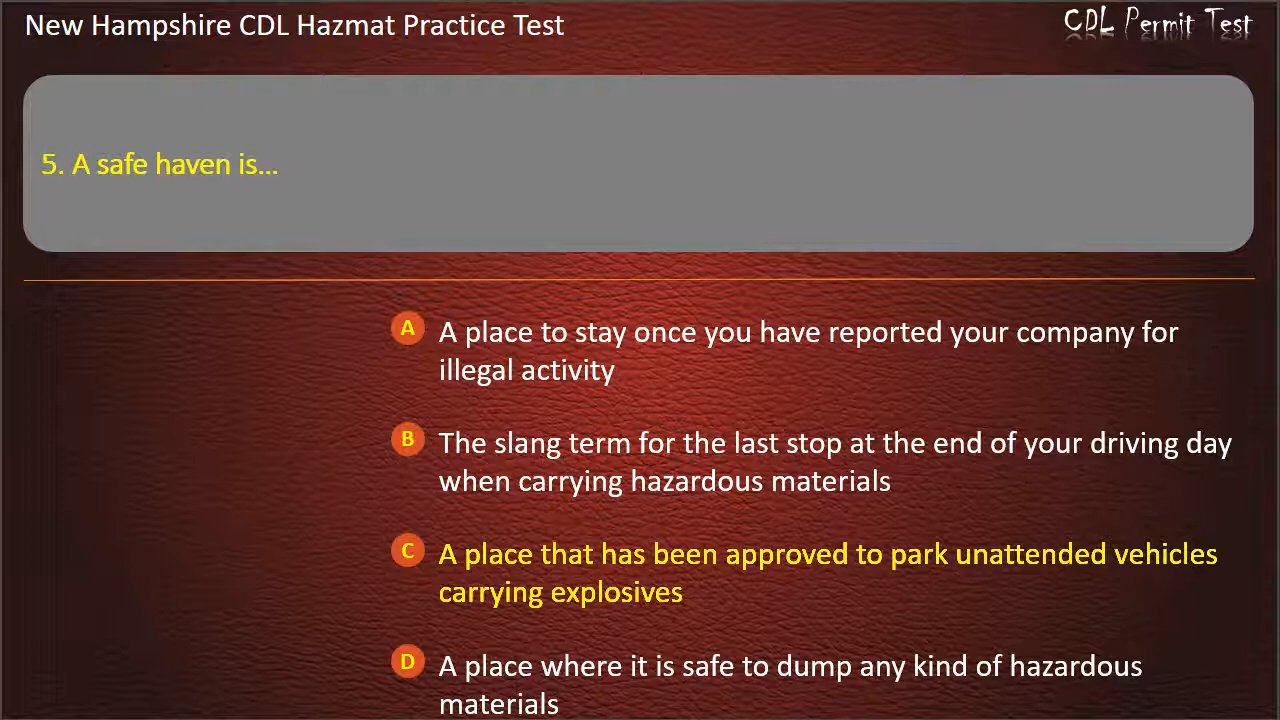 New Hampshire CDL Hazmat Practice Test
CDL Permit Test
5. A safe haven is...
A A place to stay once you have reported your company for
illegal activity
B The slang term for the last stop at the end of your driving day
when carrying hazardous materials
C A place that has been approved to park unattended vehicles
carrying explosives
D A place where it is safe to dump any kind of hazardous
materials